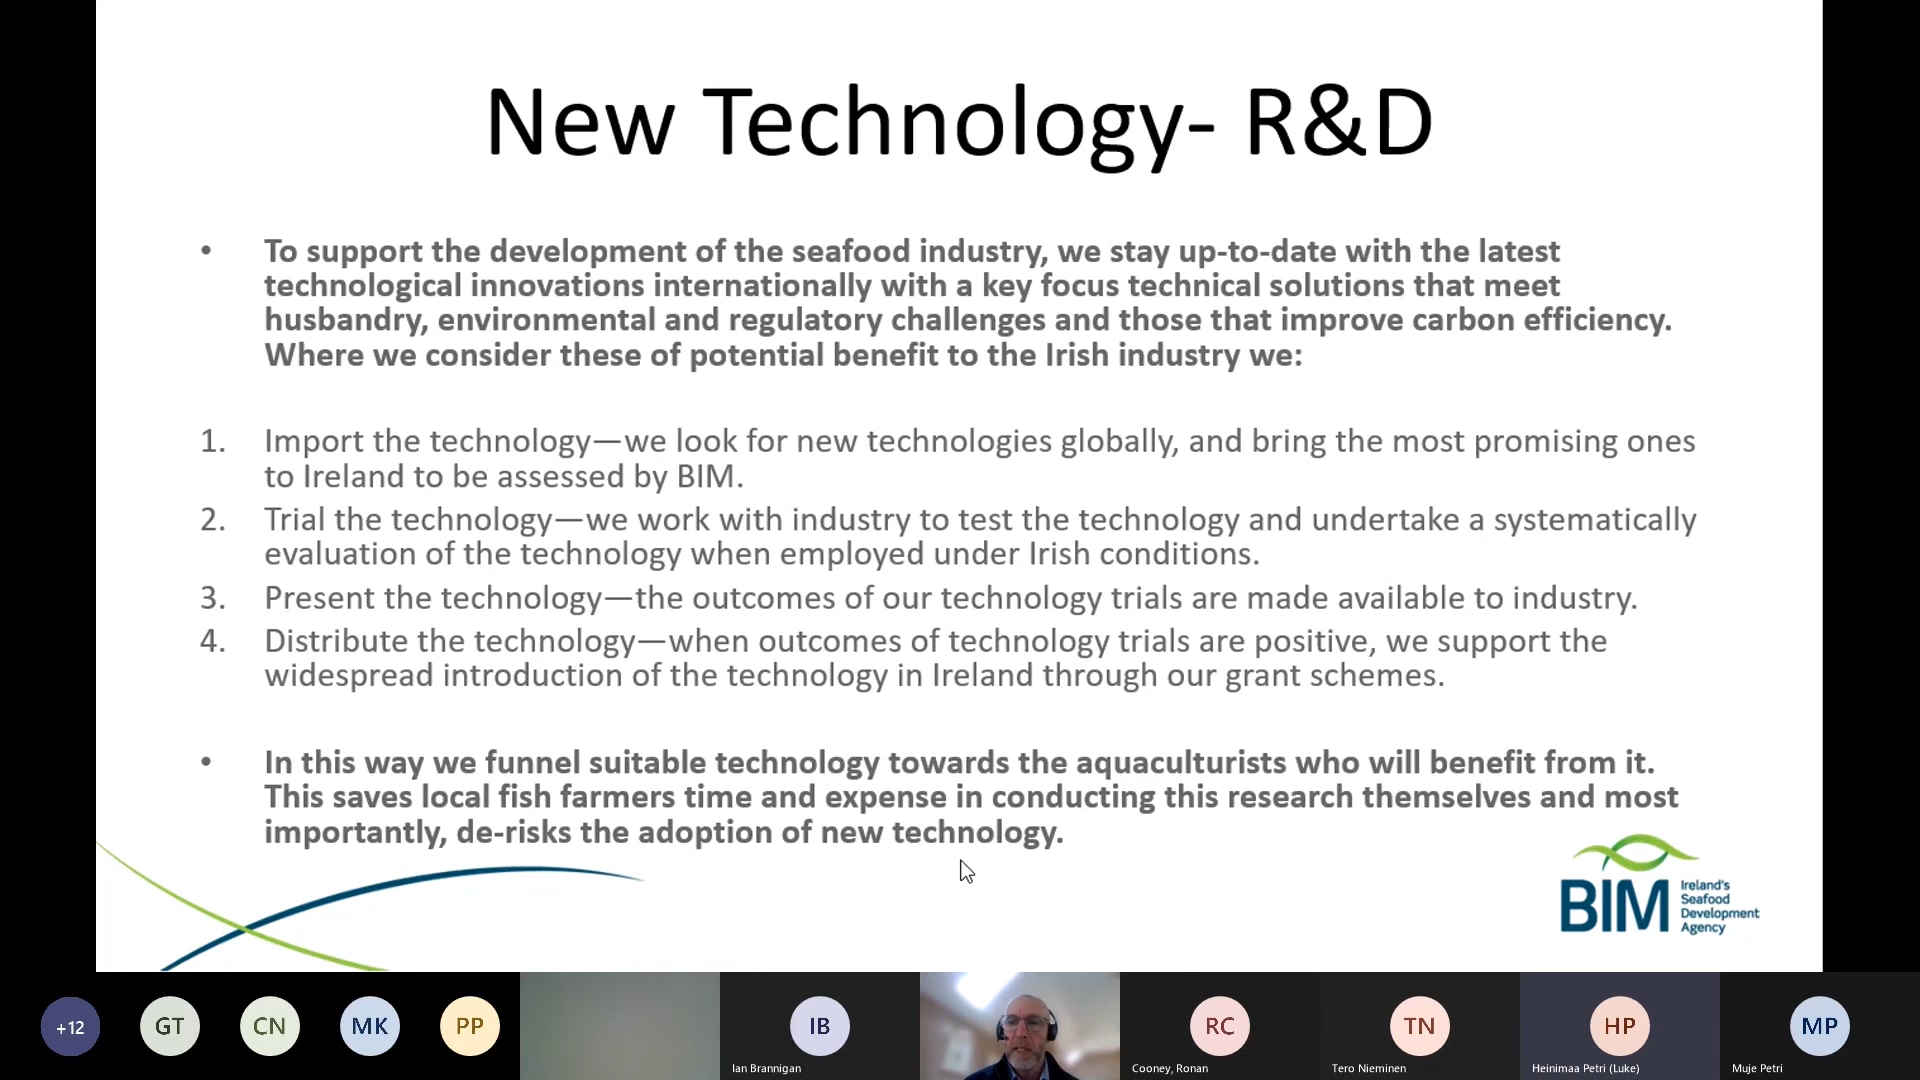 New Technology- R&D
• To support the development of the seafood industry, we stay up-to-date with the latest
technological innovations internationally with a key focus technical solutions that meet
husbandry, environmental and regulatory challenges and those that improve carbon efficiency.
Where we consider these of potential benefit to the Irish industry we:
1. Import the technology—we look for new technologies globally, and bring the most promising ones
to Ireland to be assessed by BIM.
2. Trial the technology—we work with industry to test the technology and undertake a systematically
evaluation of the technology when employed under Irish conditions.
3. Present the technology—the outcomes of our technology trials are made available to industry.
4. Distribute the technology—when outcomes of technology trials are positive, we support the
widespread introduction of the technology in Ireland through our grant schemes.
• In this way we funnel suitable technology towards the aquaculturists who will benefit from it.
This saves local fish farmers time and expense in conducting this research themselves and most
importantly, de-risks the adoption of new technology.
BIM
Ireland's
Seafood
Development
Agency
+12
GT
CN
MK
PP
IB
RC
TN
HP
MP
Ian Brannigan
Cooney, Ronan
Tero Nieminen
Heinimaa Petri (Luke)
Muje Petri